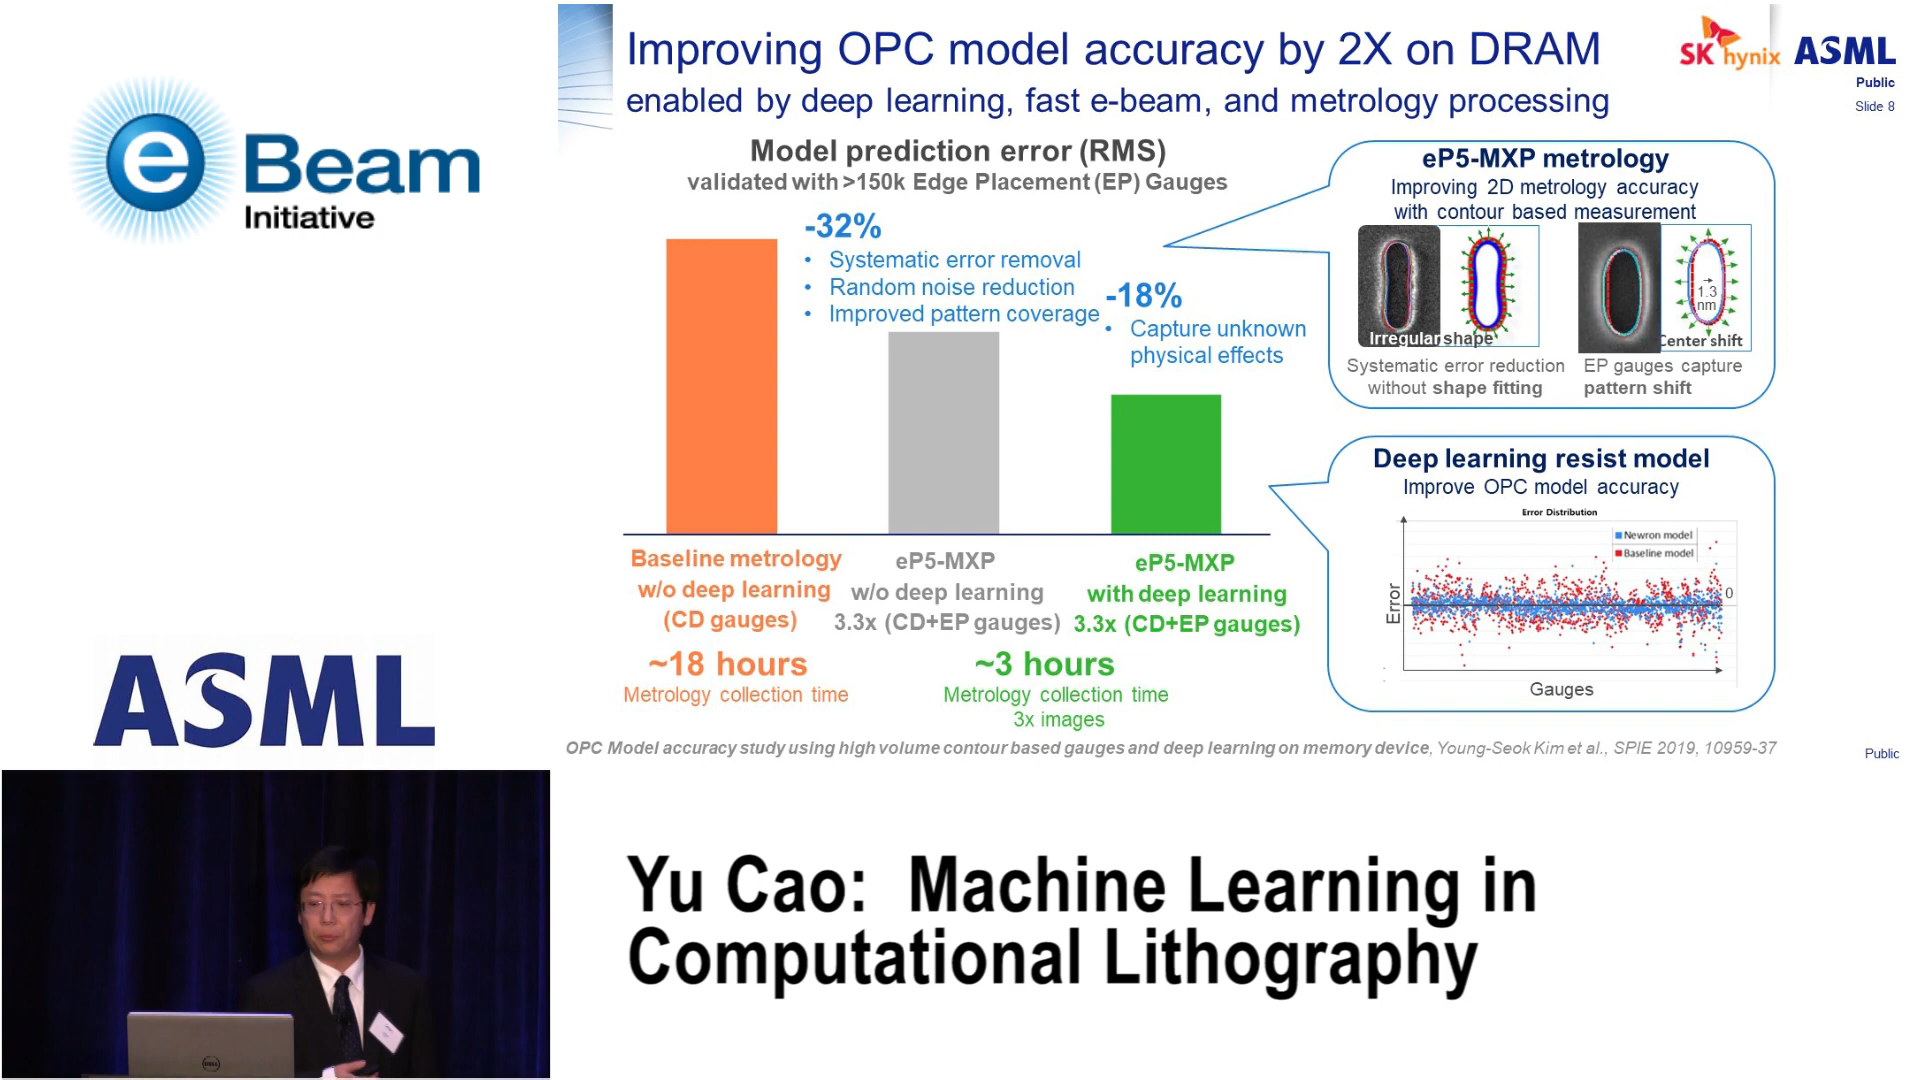 e Beam
Initiative
ASML
Improving OPC model accuracy by 2X on DRAM
enabled by deep learning, fast e-beam, and metrology processing
SK hynix
ASML
Public
Slide 8
Model prediction error (RMS)
validated with >150k Edge Placement (EP) Gauges
-32%
• Systematic error removal
• Random noise reduction
• Improved pattern coverage
-18%
• Capture unknown
physical effects
Baseline metrology
w/o deep learning
(CD gauges)
eP5-MXP
w/o deep learning
3.3x (CD+EP gauges)
eP5-MXP
with deep learning
3.3x (CD+EP gauges)
~18 hours
Metrology collection time
~3 hours
Metrology collection time
3x images
eP5-MXP metrology
Improving 2D metrology accuracy
with contour based measurement
Irregular shape
1.3
nm
Center shift
Systematic error reduction
without shape fitting
EP gauges capture
pattern shift
Deep learning resist model
Improve OPC model accuracy
Error Distribution
Newron model
Baseline model
Error
0
Gauges
OPC Model accuracy study using high volume contour based gauges and deep learning on memory device, Young-Seok Kim et al., SPIE 2019, 10959-37
Public
Yu Cao: Machine Learning in
Computational Lithography